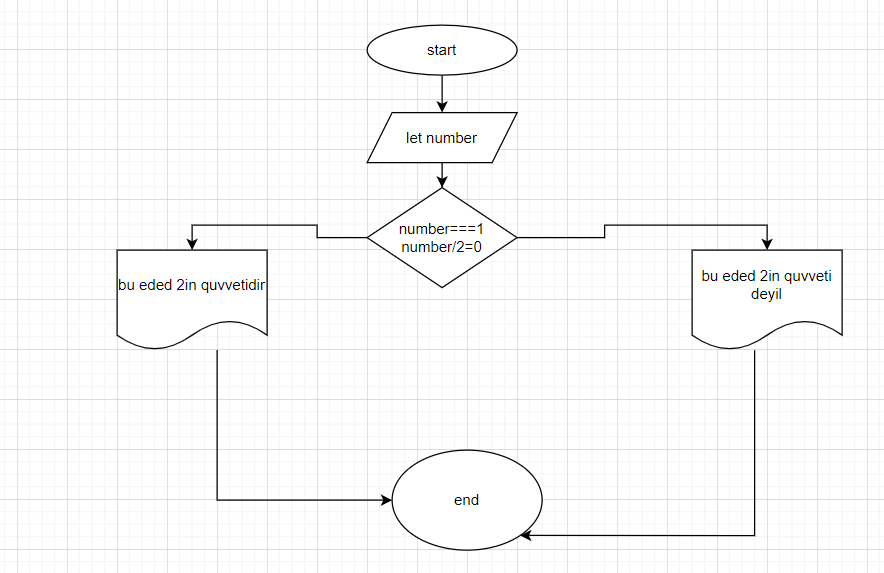 start
let number
number===1
number/2=0
bu eded 2in quvvetidir
bu eded 2in quvveti
deyil
end